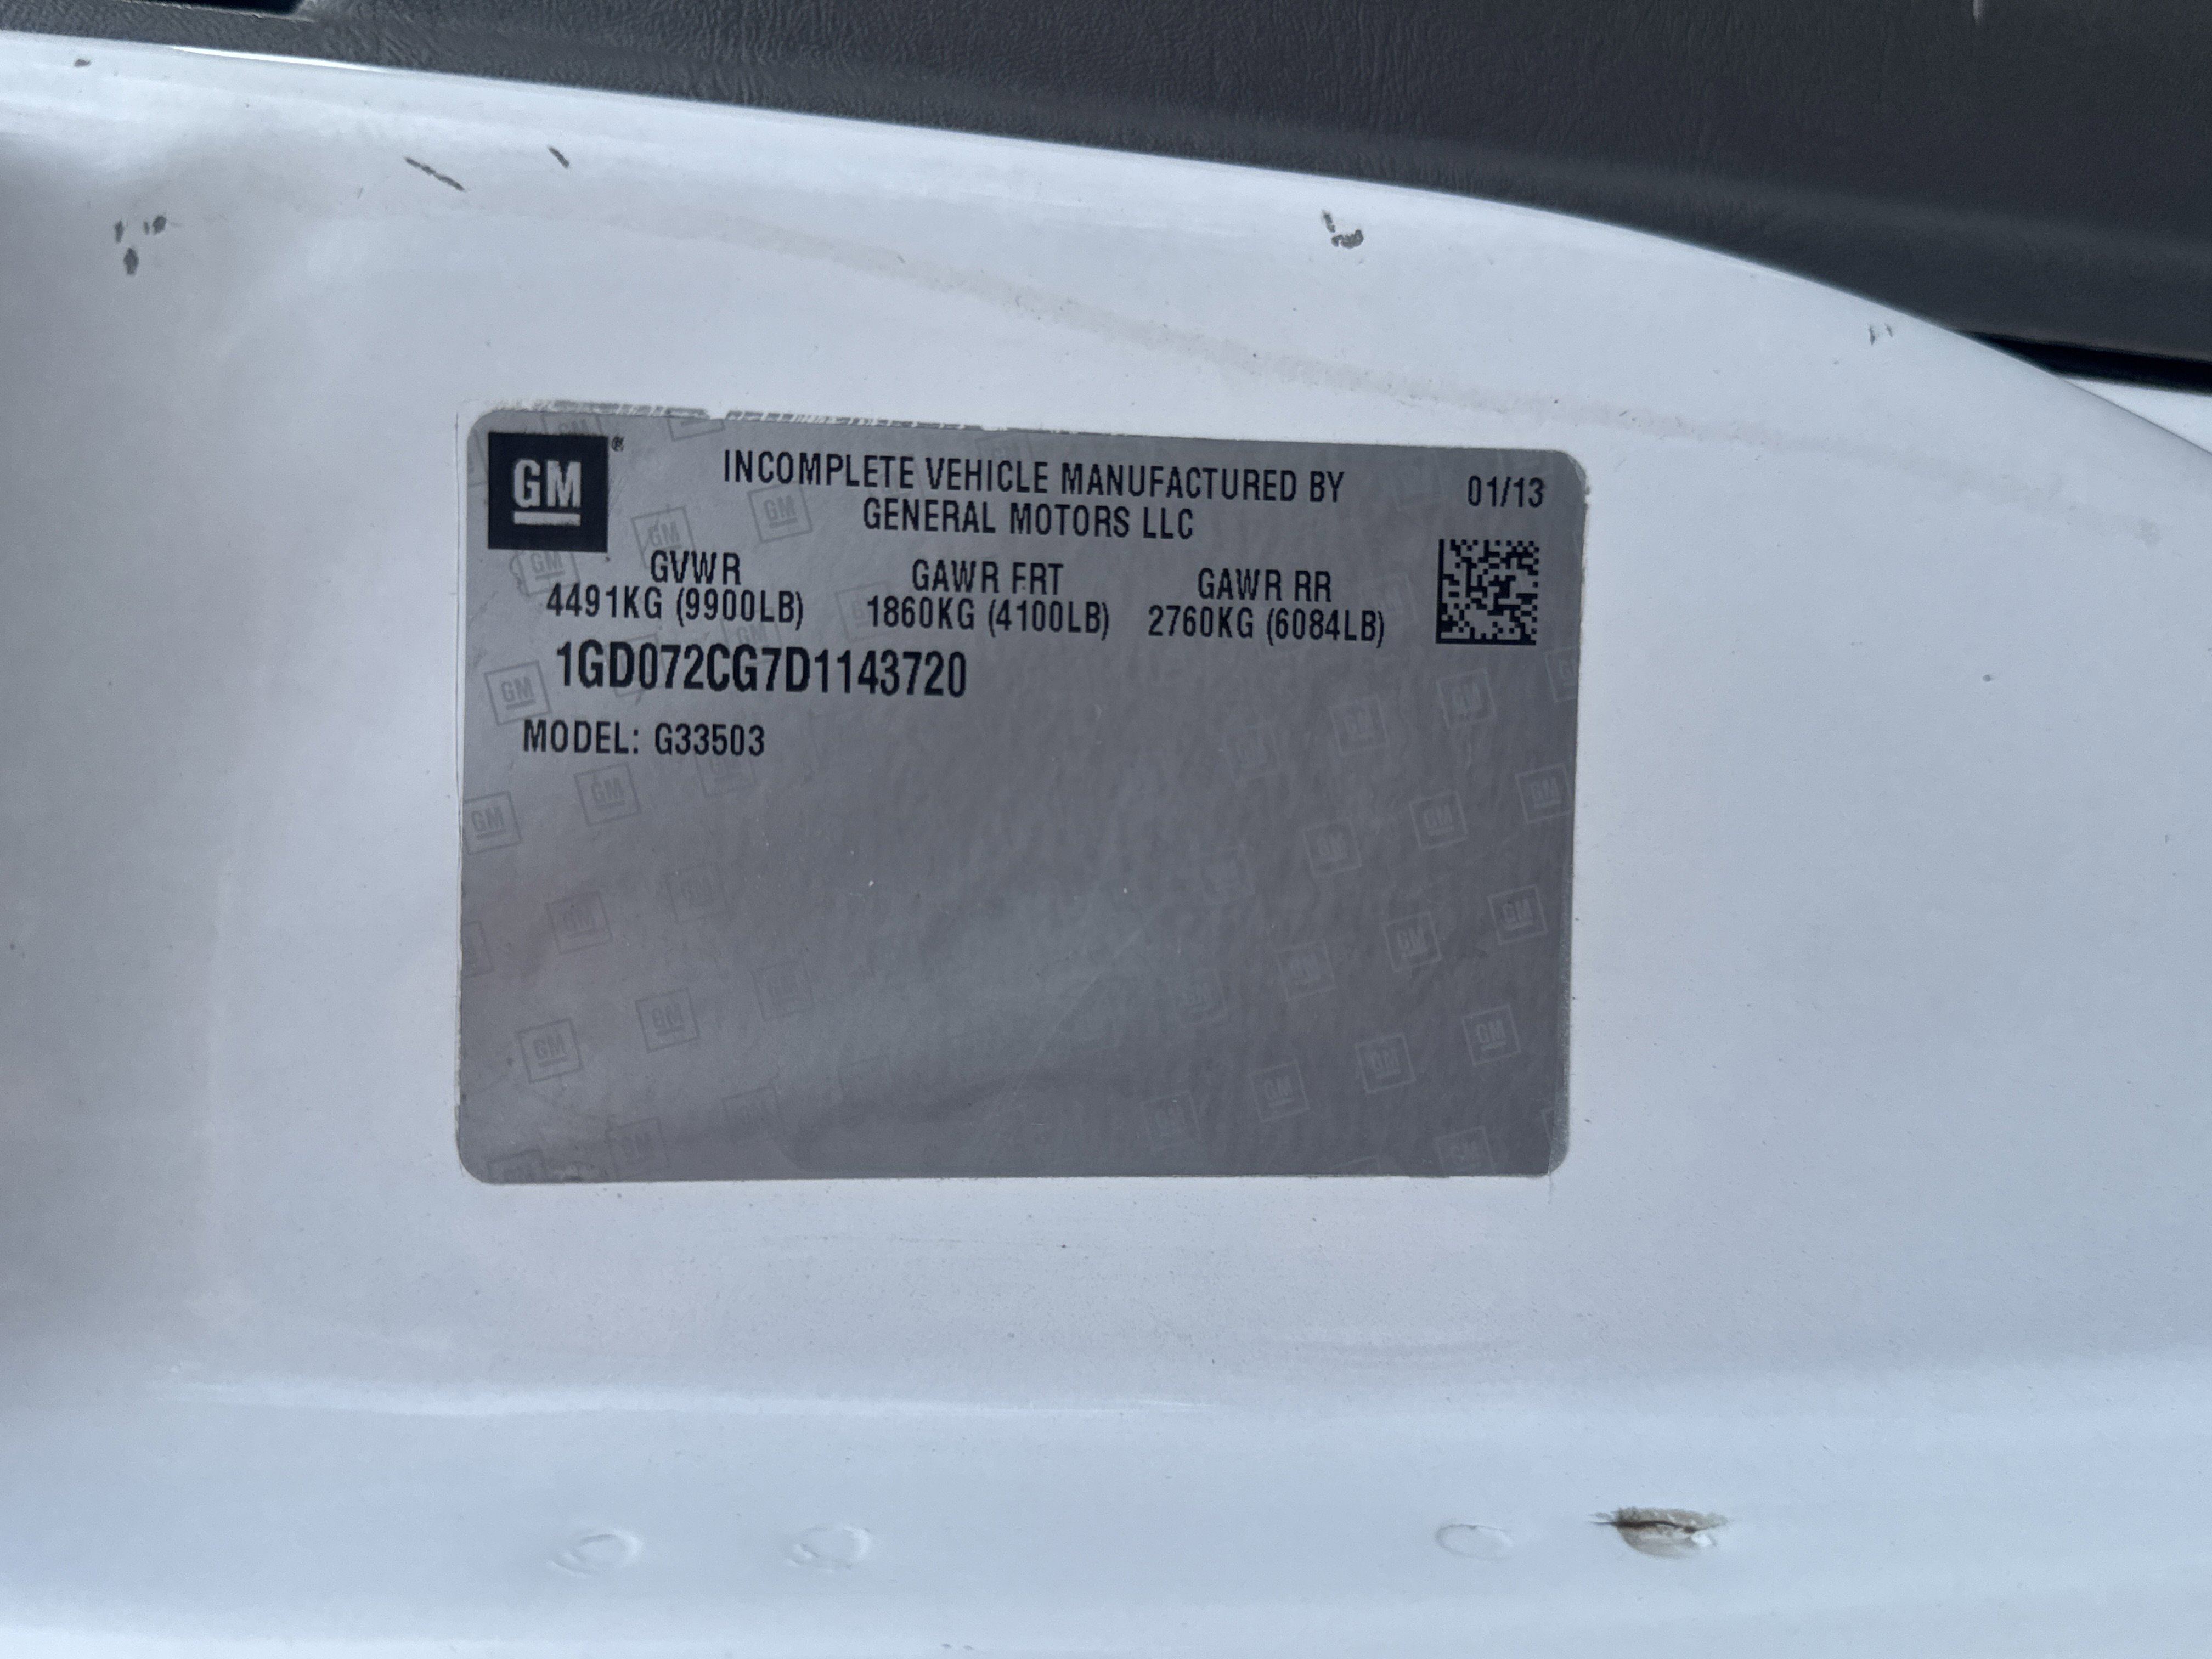 GM®
INCOMPLETE VEHICLE MANUFACTURED BY
GENERAL MOTORS LLC
01/13
GVWR
4491KG (9900LB)
GAWR FRT
1860KG (4100LB)
GAWR RR
2760KG (6084LB)
1GD072CG7D1143720
MODEL: G33503